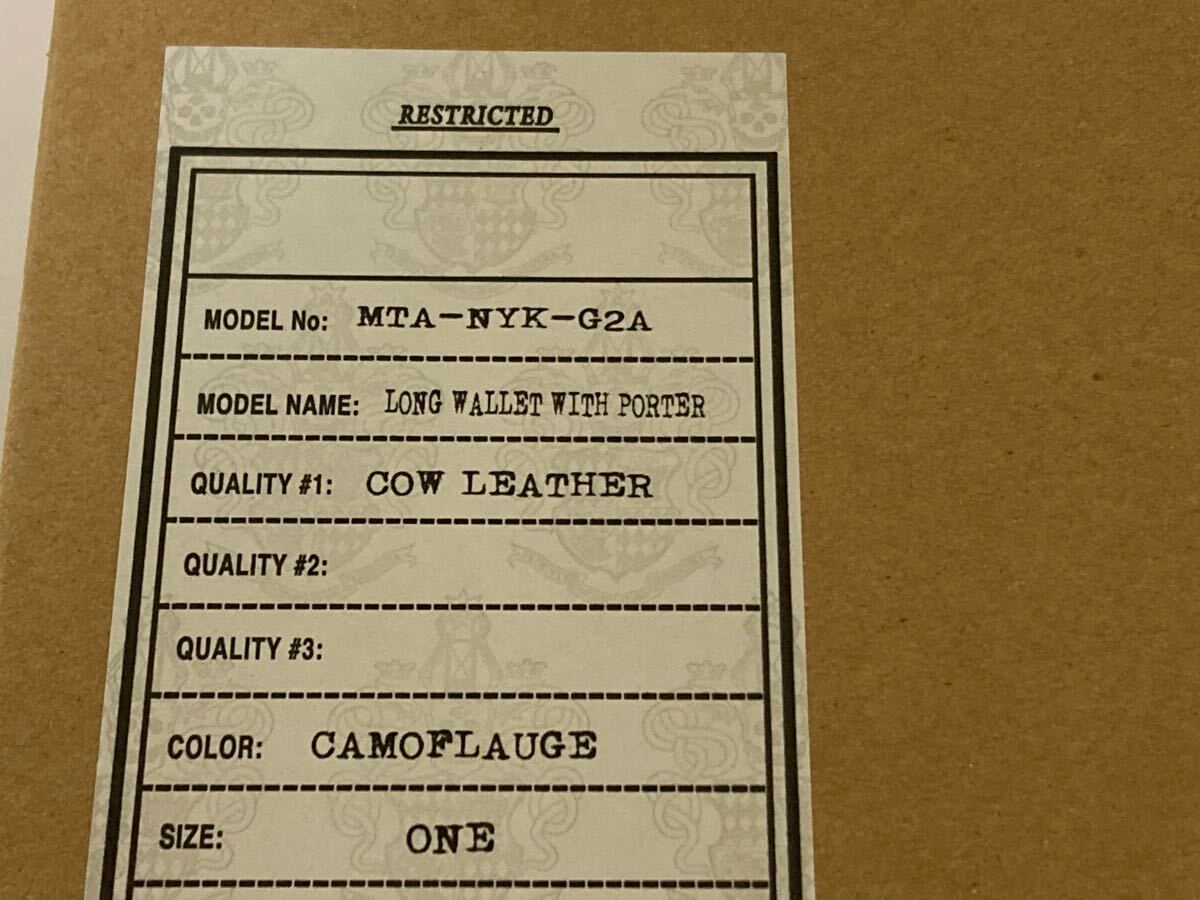 RESTRICTED
MODEL No: MTA-NYK-G2A
MODEL NAME: LONG WALLET WITH PORTER
QUALITY #1: COW LEATHER
QUALITY #2:
QUALITY #3:
COLOR: CAMOFLAUGE
SIZE: ONE